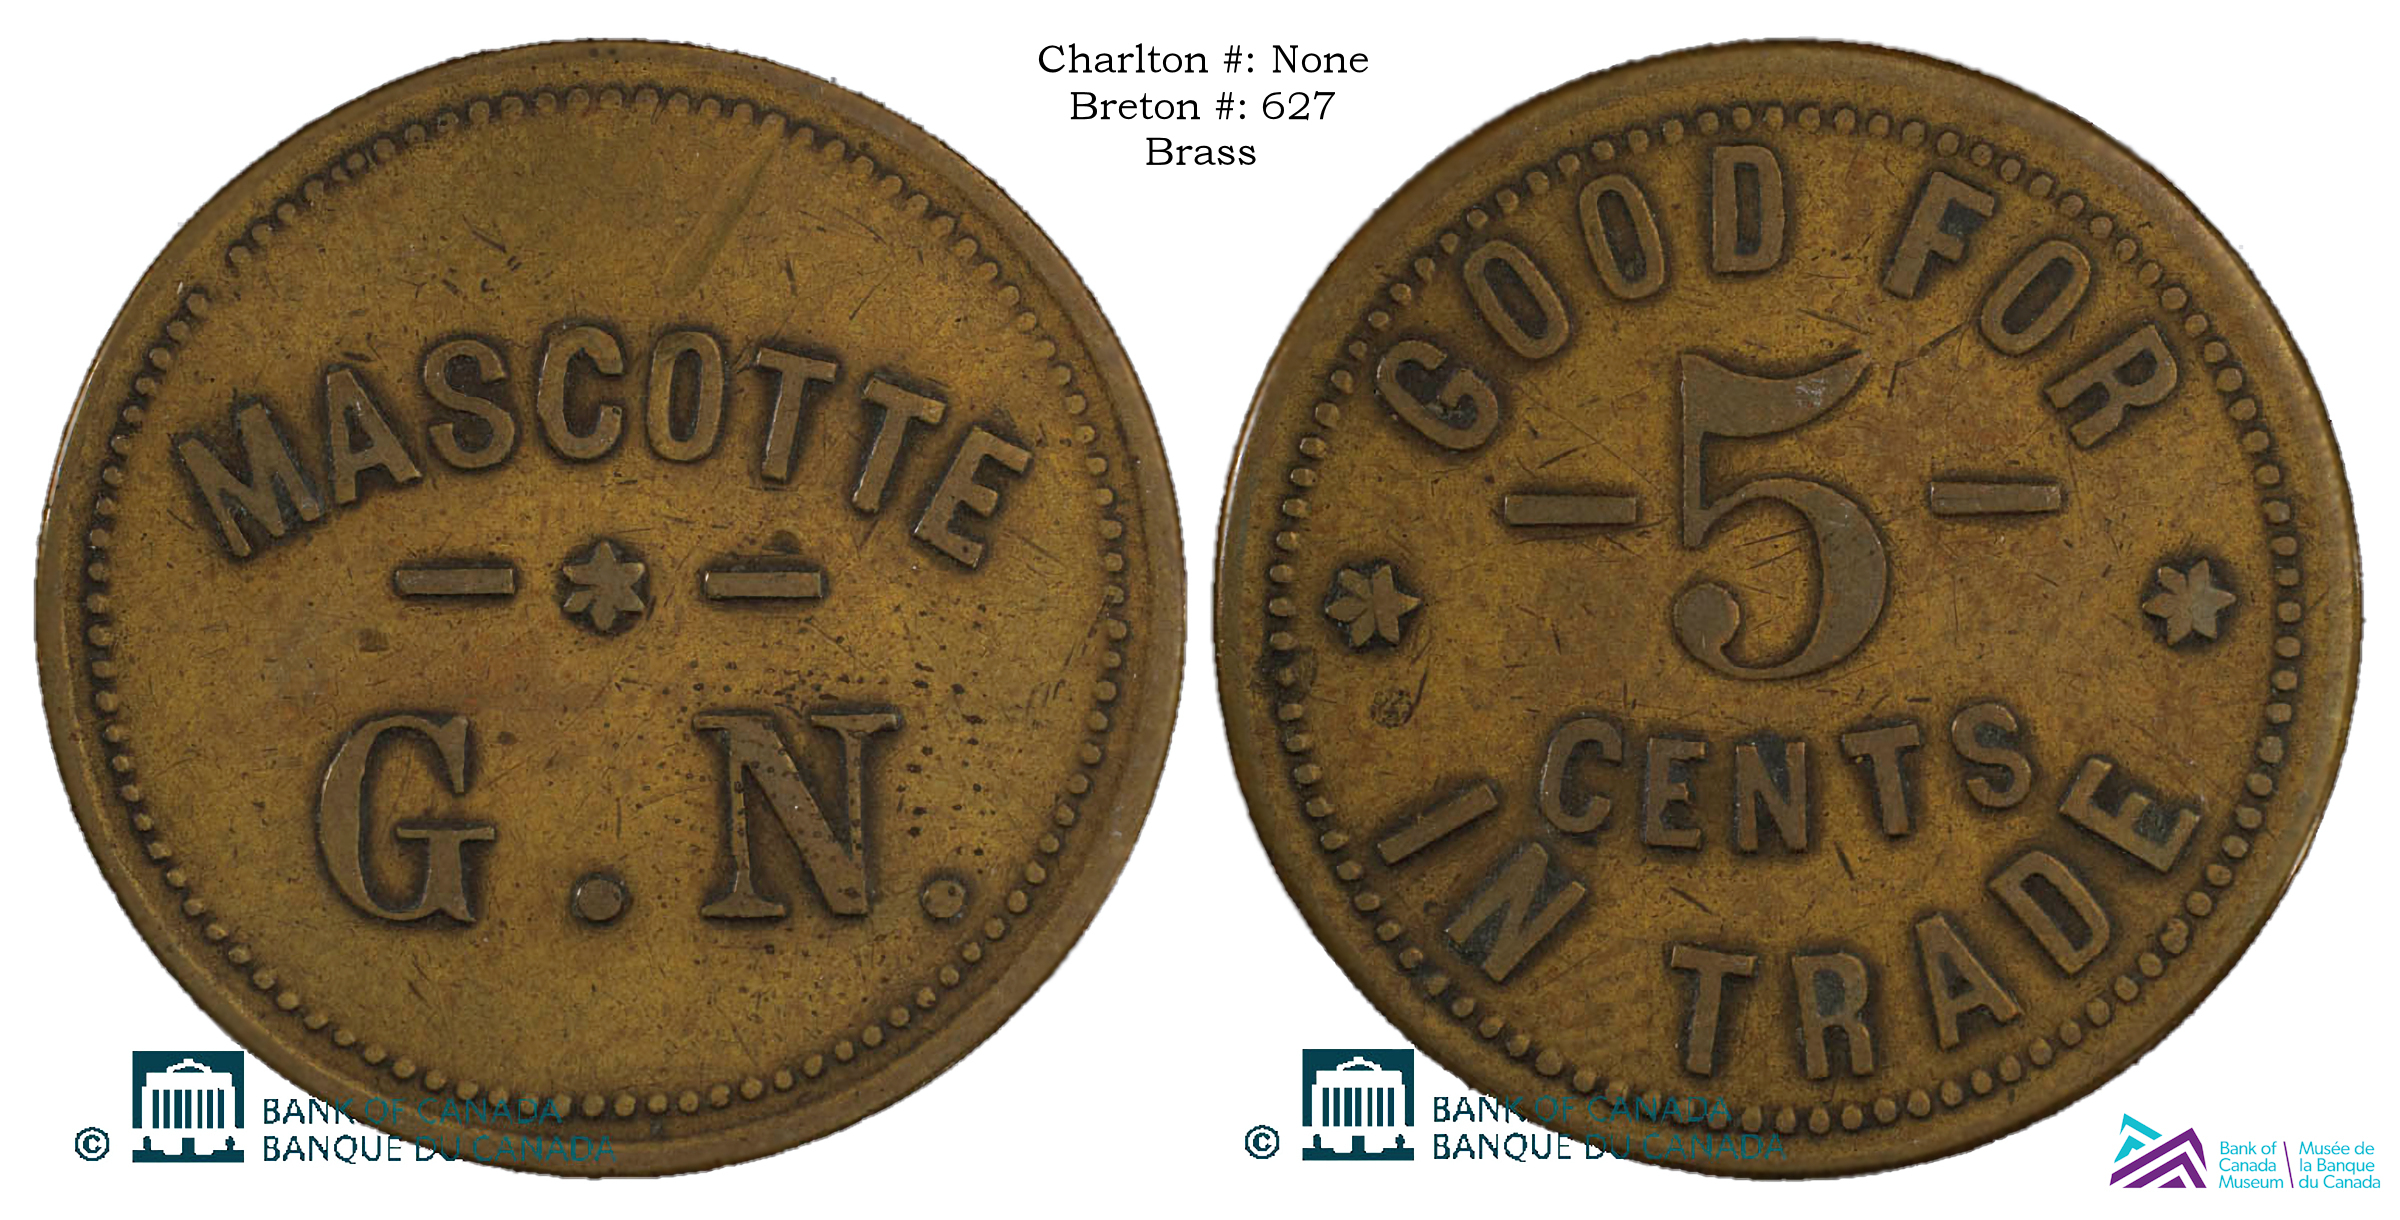 Charlton #: None
Breton #: 627
Brass
MASCOTTE
G.N.
GOOD FOR
5
CENTS
IN TRADE
© BANK OF CANADA
BANQUE DU CANADA
© BANK OF CANADA
BANQUE DU CANADA
Bank of
Canada
Museum
Musée de
la Banque
du Canada